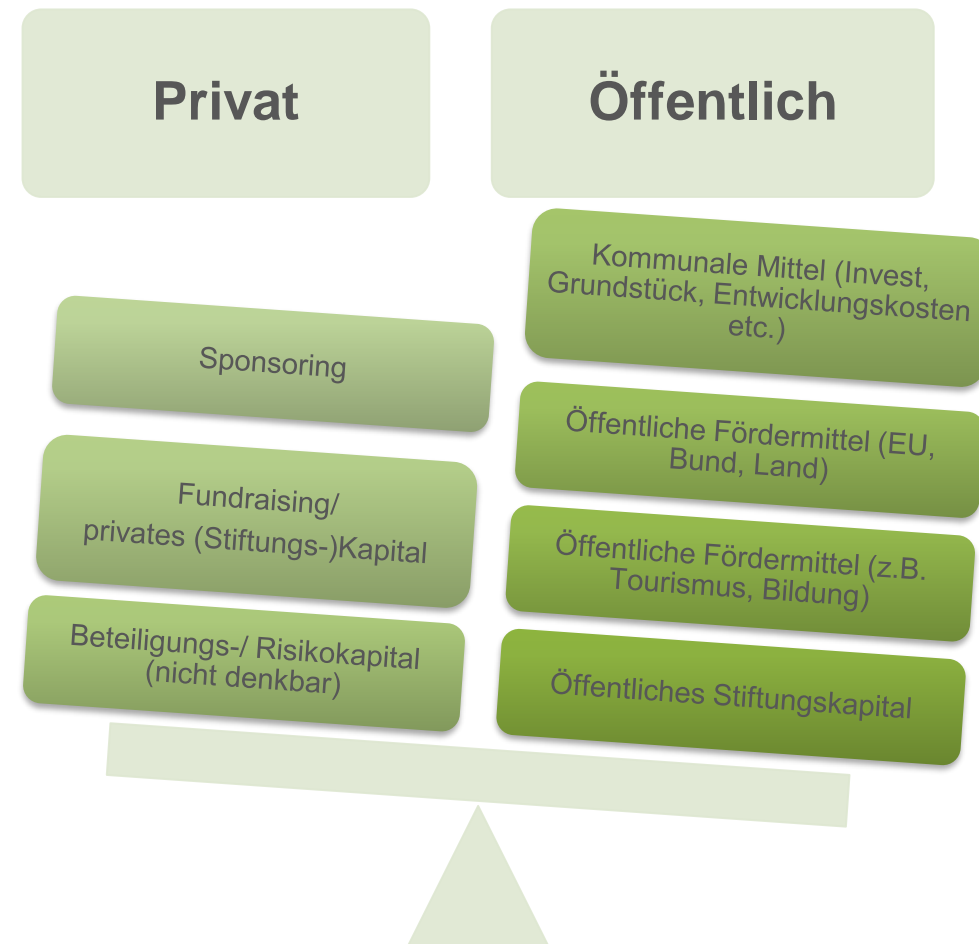 Privat
Öffentlich
Sponsoring
Fundraising/
privates (Stiftungs-)Kapital
Beteiligungs-/ Risikokapital
(nicht denkbar)
Kommunale Mittel (Invest,
Grundstück, Entwicklungskosten
etc.)
Öffentliche Fördermittel (EU,
Bund, Land)
Öffentliche Fördermittel (z.B.
Tourismus, Bildung)
Öffentliches Stiftungskapital